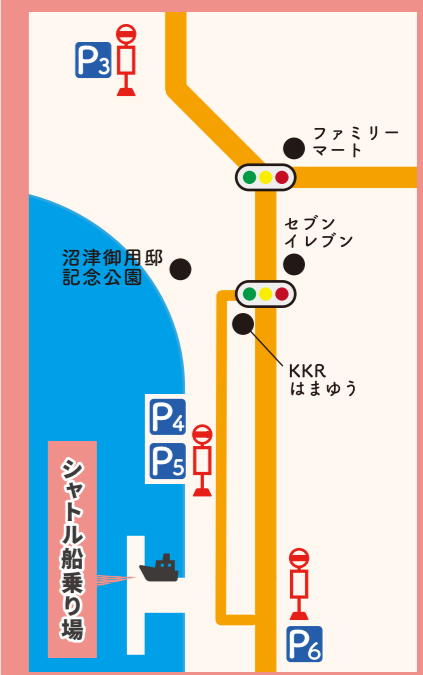 P3
ファミリー
マート
セブン
イレブン
沼津御用邸
記念公園
KKR
はまゆう
P4
P5
シャトル船乗り場
P6